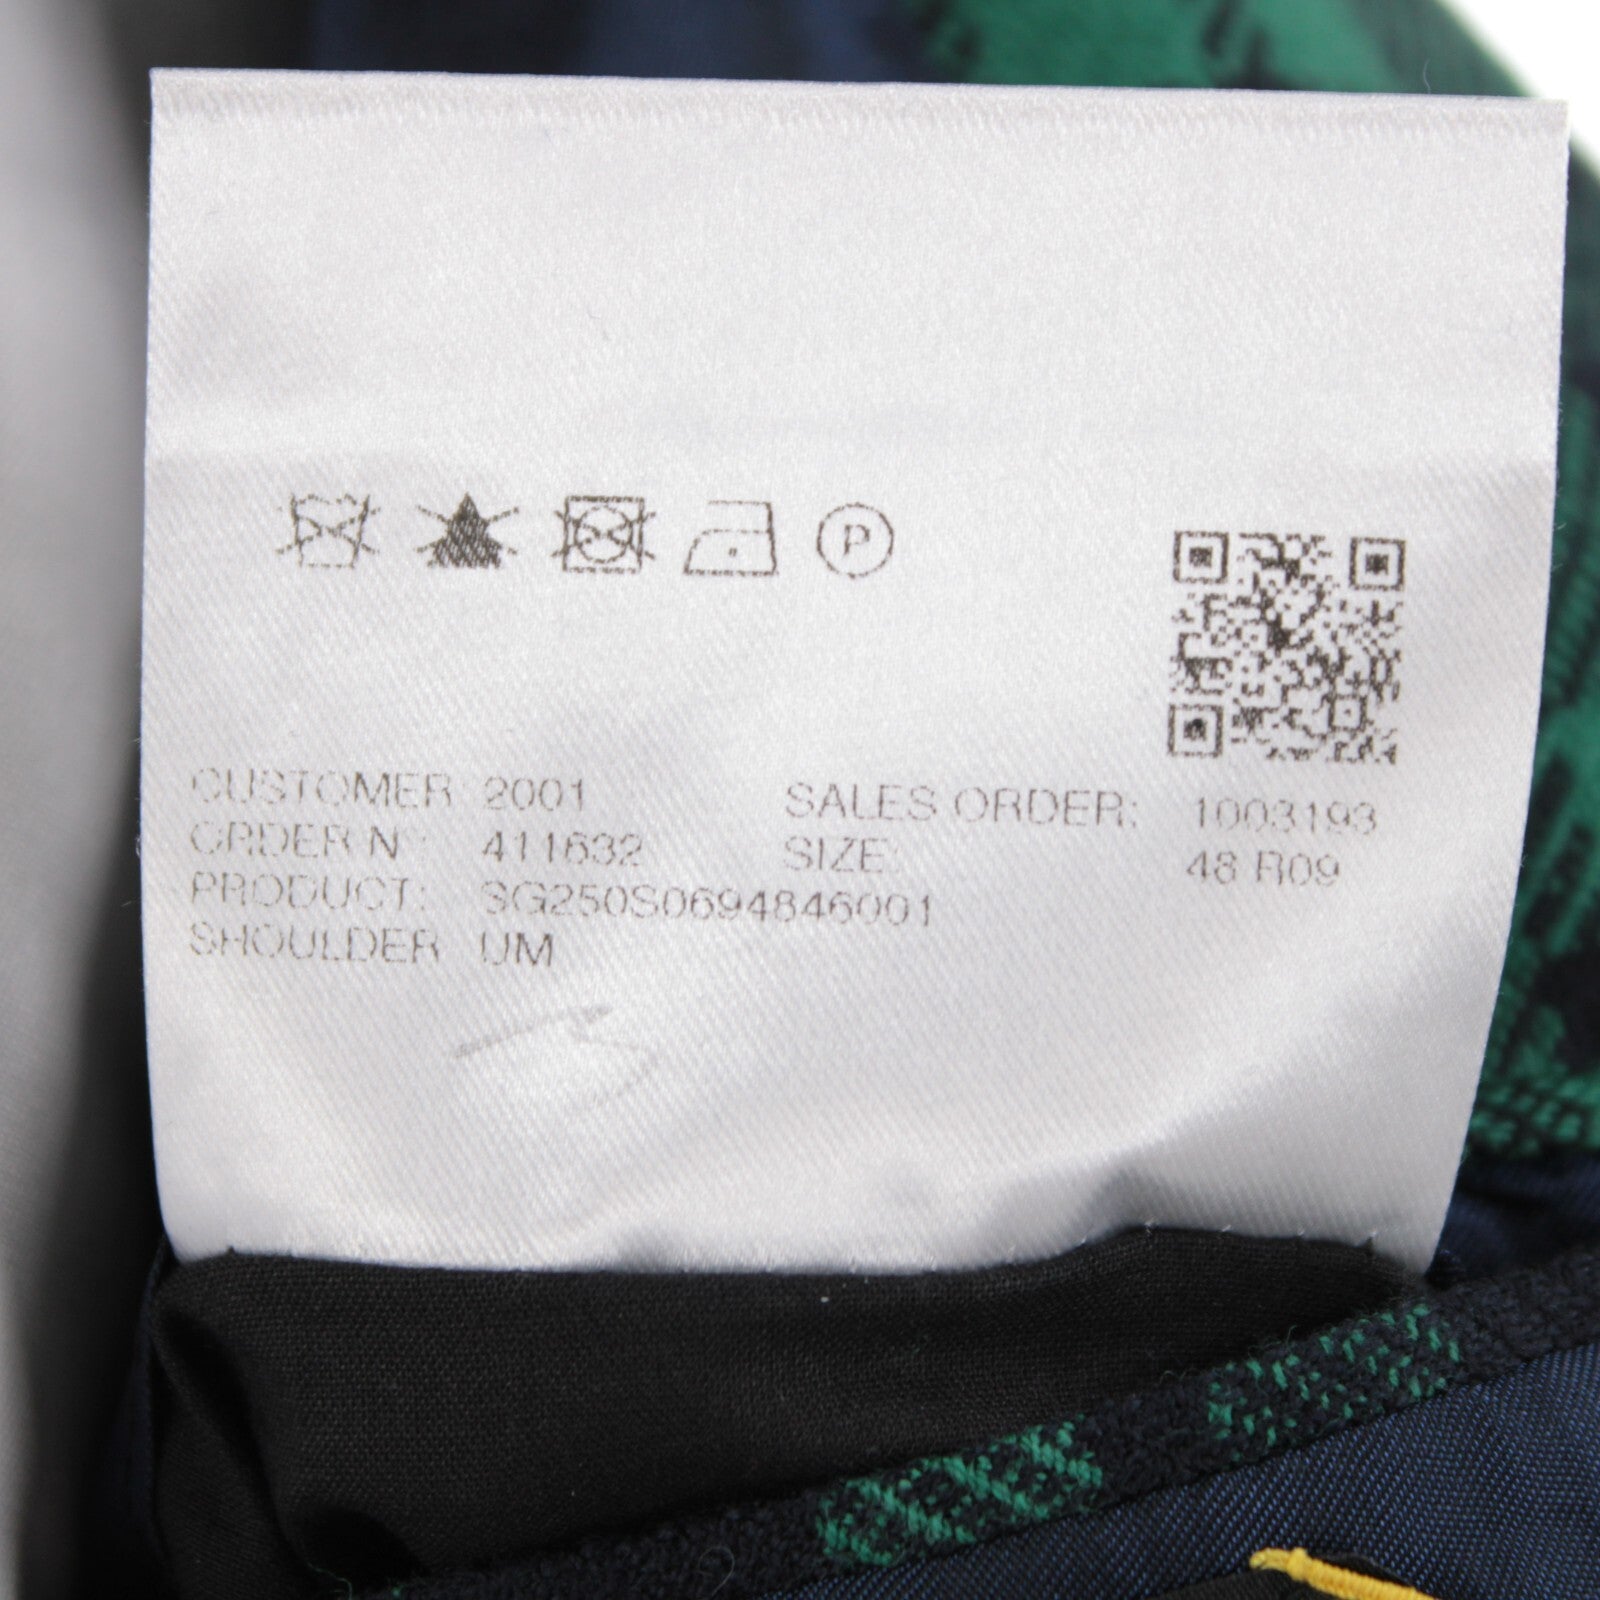 P
CUSTOMER: 2001 SALES ORDER: 1003193
ORDER N°: 411632 SIZE: 48 R09
PRODUCT: SG250S0694846001
SHOULDER UM